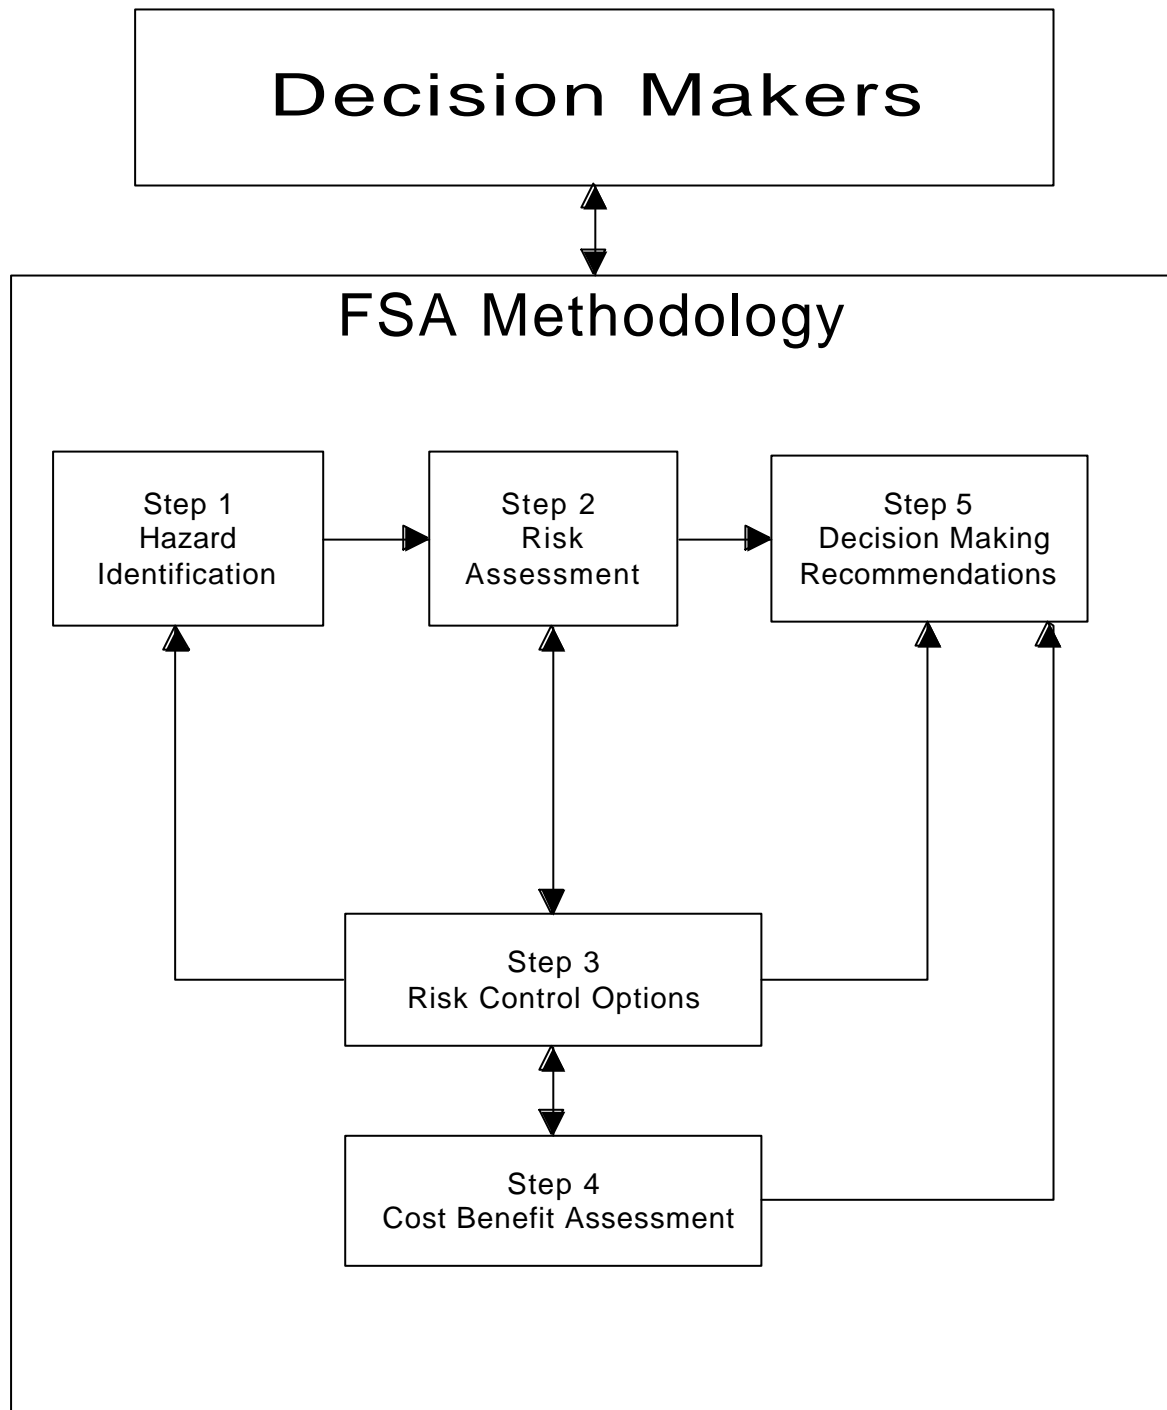 Decision Makers
FSA Methodology
Step 1
Hazard
Identification
Step 2
Risk
Assessment
Step 5
Decision Making
Recommendations
Step 3
Risk Control Options
Step 4
Cost Benefit Assessment